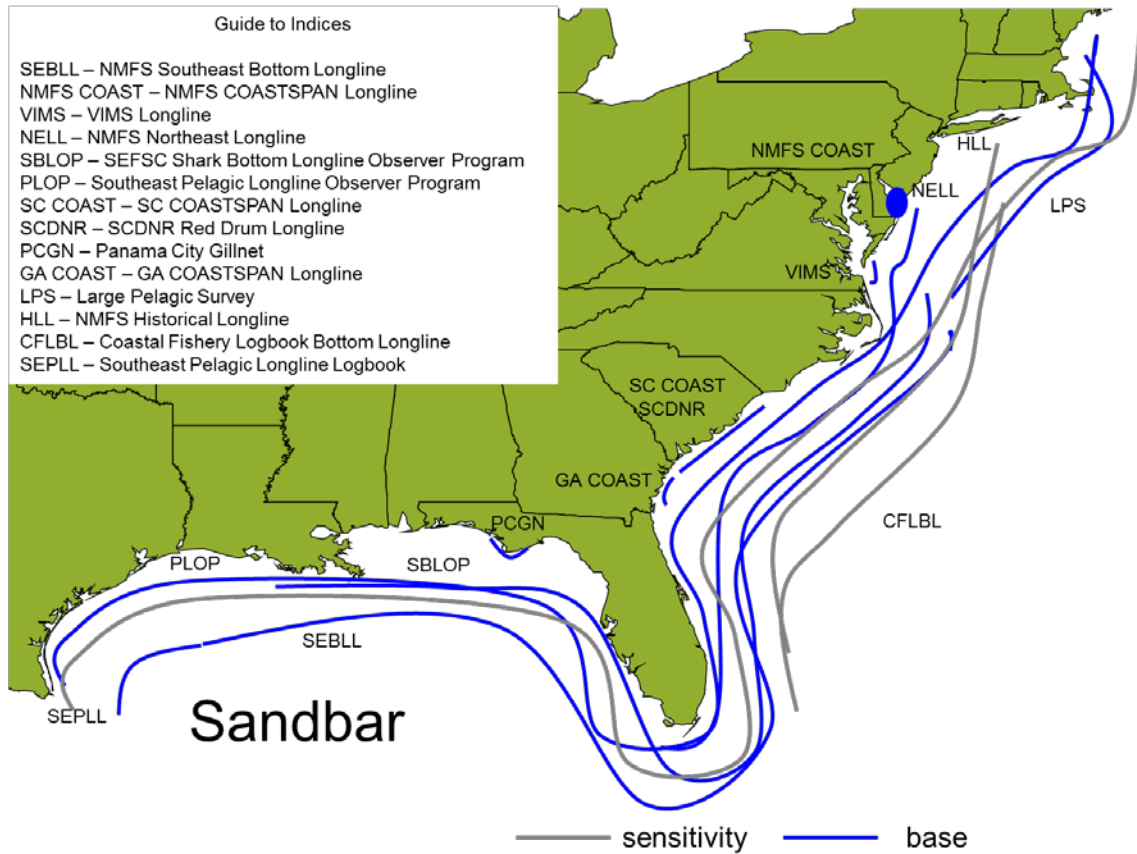 Guide to Indices
SEBLL – NMFS Southeast Bottom Longline
NMFS COAST – NMFS COASTSPAN Longline
VIMS – VIMS Longline
NELL – NMFS Northeast Longline
SBLOP – SEFSC Shark Bottom Longline Observer Program
PLOP – Southeast Pelagic Longline Observer Program
SC COAST – SC COASTSPAN Longline
SCDNR – SCDNR Red Drum Longline
PCGN – Panama City Gillnet
GA COAST – GA COASTSPAN Longline
LPS – Large Pelagic Survey
HLL – NMFS Historical Longline
CFLBL – Coastal Fishery Logbook Bottom Longline
SEPLL – Southeast Pelagic Longline Logbook
NMFS COAST
HLL
NELL
LPS
VIMS
SC COAST
SCDNR
GA COAST
CFLBL
PCGN
PLOP
SBLOP
SEBLL
SEPLL
Sandbar
sensitivity
base